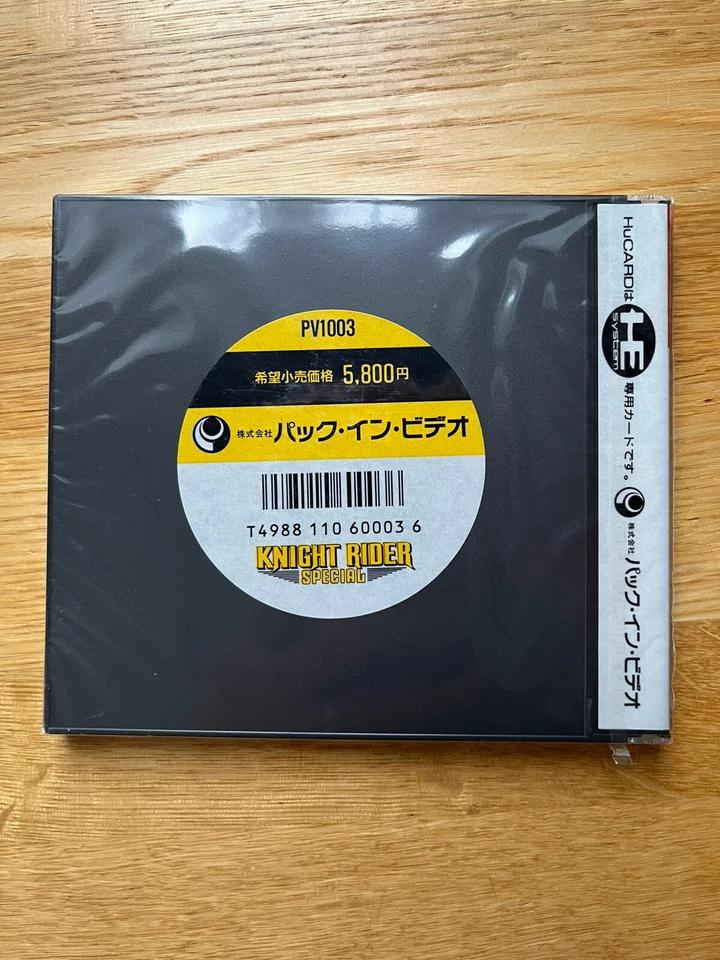 PV1003
希望小売価格 5,800円
株式会社 パック・イン・ビデオ
T4988 110 60003 6
KNIGHT RIDER
SPECIAL
HuCARDは HE system 専用カードです。 株式会社 パック・イン・ビデオ